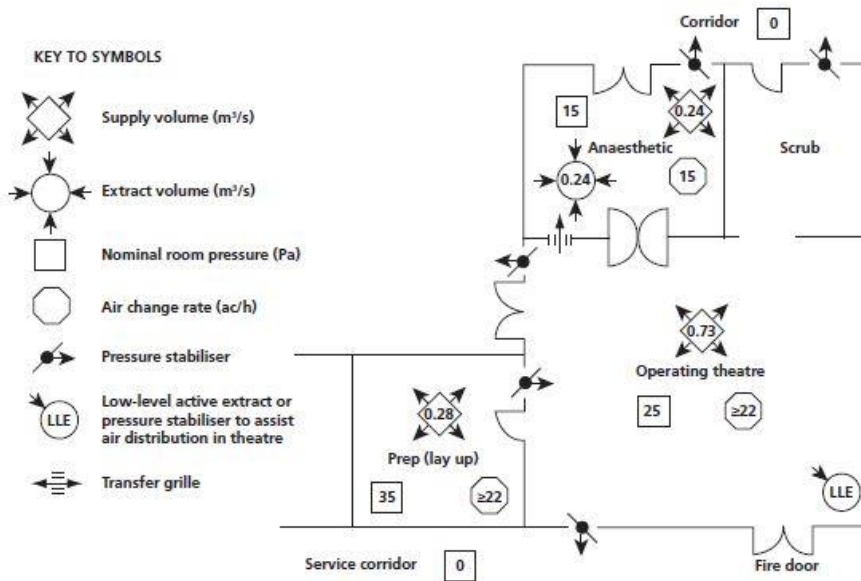 KEY TO SYMBOLS
Supply volume (m³/s)
Extract volume (m³/s)
Nominal room pressure (Pa)
Air change rate (ac/h)
Pressure stabiliser
LLE
Low-level active extract or
pressure stabiliser to assist
air distribution in theatre
Transfer grille
Corridor 0
15
0.24
Anaesthetic
0.24
15
Scrub
0.73
Operating theatre
25
≥22
0.28
Prep (lay up)
35
≥22
LLE
Service corridor 0
Fire door